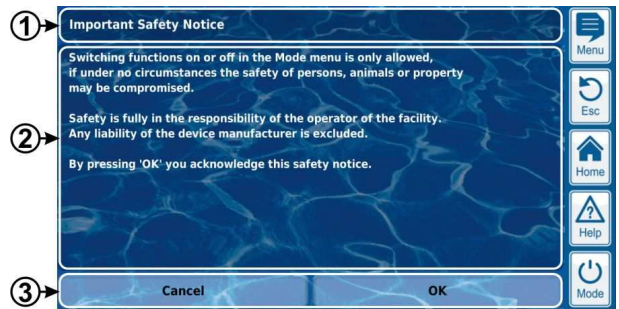 1
Important Safety Notice
2
Switching functions on or off in the Mode menu is only allowed,
if under no circumstances the safety of persons, animals or property
may be compromised.
Safety is fully in the responsibility of the operator of the facility.
Any liability of the device manufacturer is excluded.
By pressing 'OK' you acknowledge this safety notice.
3
Cancel
OK
Menu
Esc
Home
?
Help
Mode